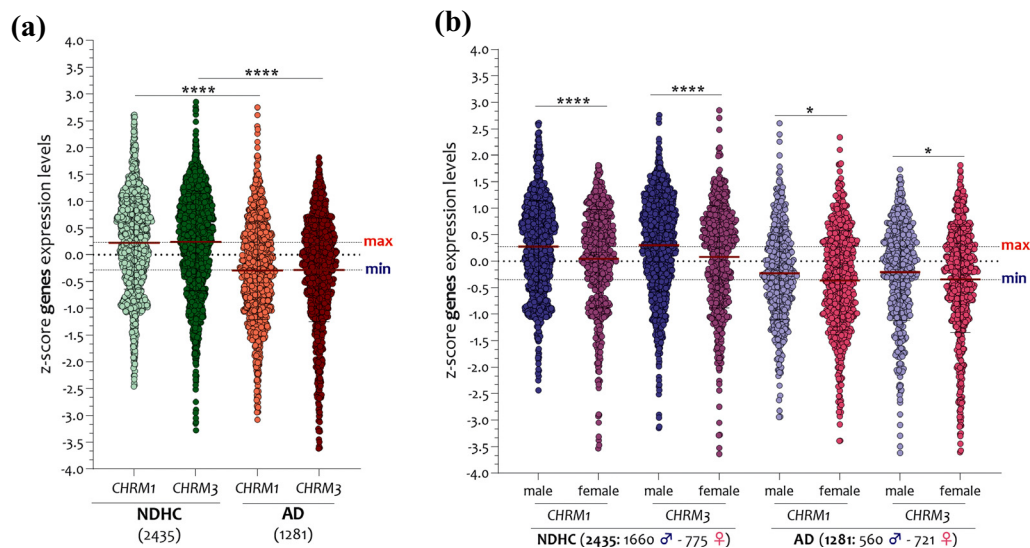 (a)
z-score genes expression levels
4.0
3.5
3.0
2.5
2.0
1.5
1.0
0.5
0.0
-0.5
-1.0
-1.5
-2.0
-2.5
-3.0
-3.5
-4.0
****
****
max
min
CHRM1 CHRM3 CHRM1 CHRM3
NDHC AD
(2435) (1281)
(b)
z-score genes expression levels
4.0
3.5
3.0
2.5
2.0
1.5
1.0
0.5
0.0
-0.5
-1.0
-1.5
-2.0
-2.5
-3.0
-3.5
-4.0
**** **** * *
max
min
male female male female male female male female
CHRM1 CHRM3 CHRM1 CHRM3
NDHC (2435: 1660 ♂ - 775 ♀) AD (1281: 560 ♂ - 721 ♀)